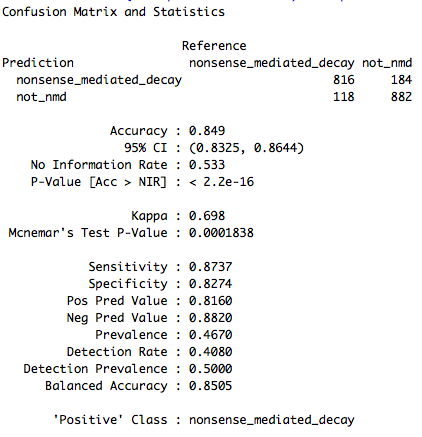 Confusion Matrix and Statistics
Reference
Prediction nonsense_mediated_decay not_nmd
nonsense_mediated_decay 816 184
not_nmd 118 882
Accuracy : 0.849
95% CI : (0.8325, 0.8644)
No Information Rate : 0.533
P-Value [Acc > NIR] : < 2.2e-16
Kappa : 0.698
Mcnemar's Test P-Value : 0.0001838
Sensitivity : 0.8737
Specificity : 0.8274
Pos Pred Value : 0.8160
Neg Pred Value : 0.8820
Prevalence : 0.4670
Detection Rate : 0.4080
Detection Prevalence : 0.5000
Balanced Accuracy : 0.8505
'Positive' Class : nonsense_mediated_decay